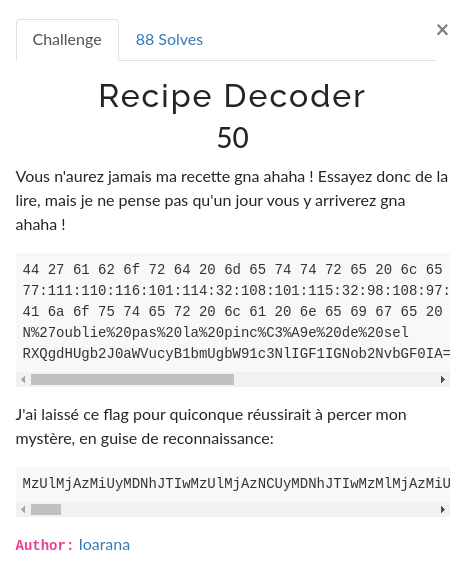 Challenge
88 Solves
×
Recipe Decoder
50
Vous n'aurez jamais ma recette gna ahaha ! Essayez donc de la
lire, mais je ne pense pas qu'un jour vous y arriverez gna
ahaha !
44 27 61 62 6f 72 64 20 6d 65 74 74 72 65 20 6c 65
77:111:110:116:101:114:32:108:101:115:32:98:108:97:
41 6a 6f 75 74 65 72 20 6c 61 20 6e 65 69 67 65 20
N%27oublie%20pas%20la%20pinc%C3%A9e%20de%20sel
RXQgdHUgb2J0aWVucyB1bmUgbW91c3NlIGF1IGNob2NvbGF0IA=
J'ai laissé ce flag pour quiconque réussirait à percer mon
mystère, en guise de reconnaissance:
MzUlMjAzMiUyMDNhJTIwMzUlMjAzNCUyMDNhJTIwMzMlMjAzMiU
Author: Ioarana